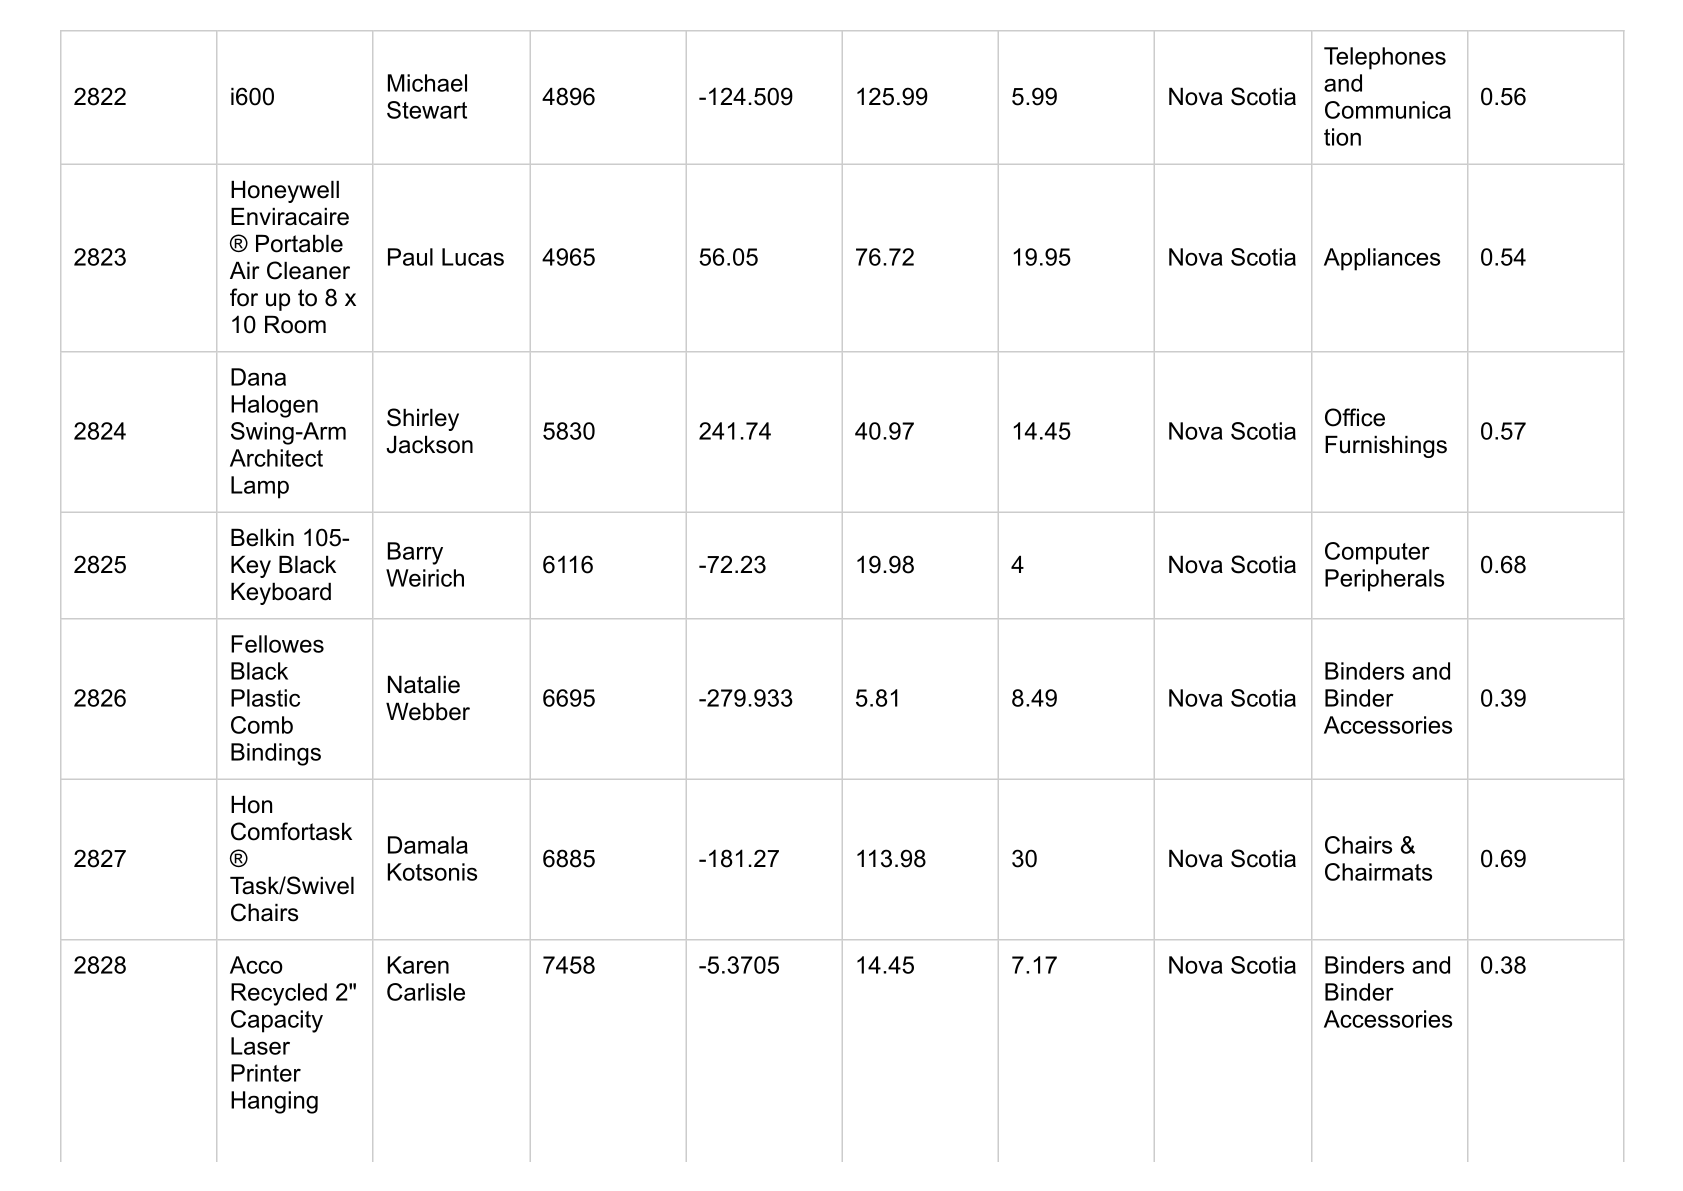 2822
i600
Michael
Stewart
4896
-124.509
125.99
5.99
Nova Scotia
Telephones
and
Communica
tion
0.56
2823
Honeywell
Enviracaire
® Portable
Air Cleaner
for up to 8 x
10 Room
Paul Lucas
4965
56.05
76.72
19.95
Nova Scotia
Appliances
0.54
2824
Dana
Halogen
Swing-Arm
Architect
Lamp
Shirley
Jackson
5830
241.74
40.97
14.45
Nova Scotia
Office
Furnishings
0.57
2825
Belkin 105-
Key Black
Keyboard
Barry
Weirich
6116
-72.23
19.98
4
Nova Scotia
Computer
Peripherals
0.68
2826
Fellowes
Black
Plastic
Comb
Bindings
Natalie
Webber
6695
-279.933
5.81
8.49
Nova Scotia
Binders and
Binder
Accessories
0.39
2827
Hon
Comfortask
®
Task/Swivel
Chairs
Damala
Kotsonis
6885
-181.27
113.98
30
Nova Scotia
Chairs &
Chairmats
0.69
2828
Acco
Recycled 2"
Capacity
Laser
Printer
Hanging
Karen
Carlisle
7458
-5.3705
14.45
7.17
Nova Scotia
Binders and
Binder
Accessories
0.38